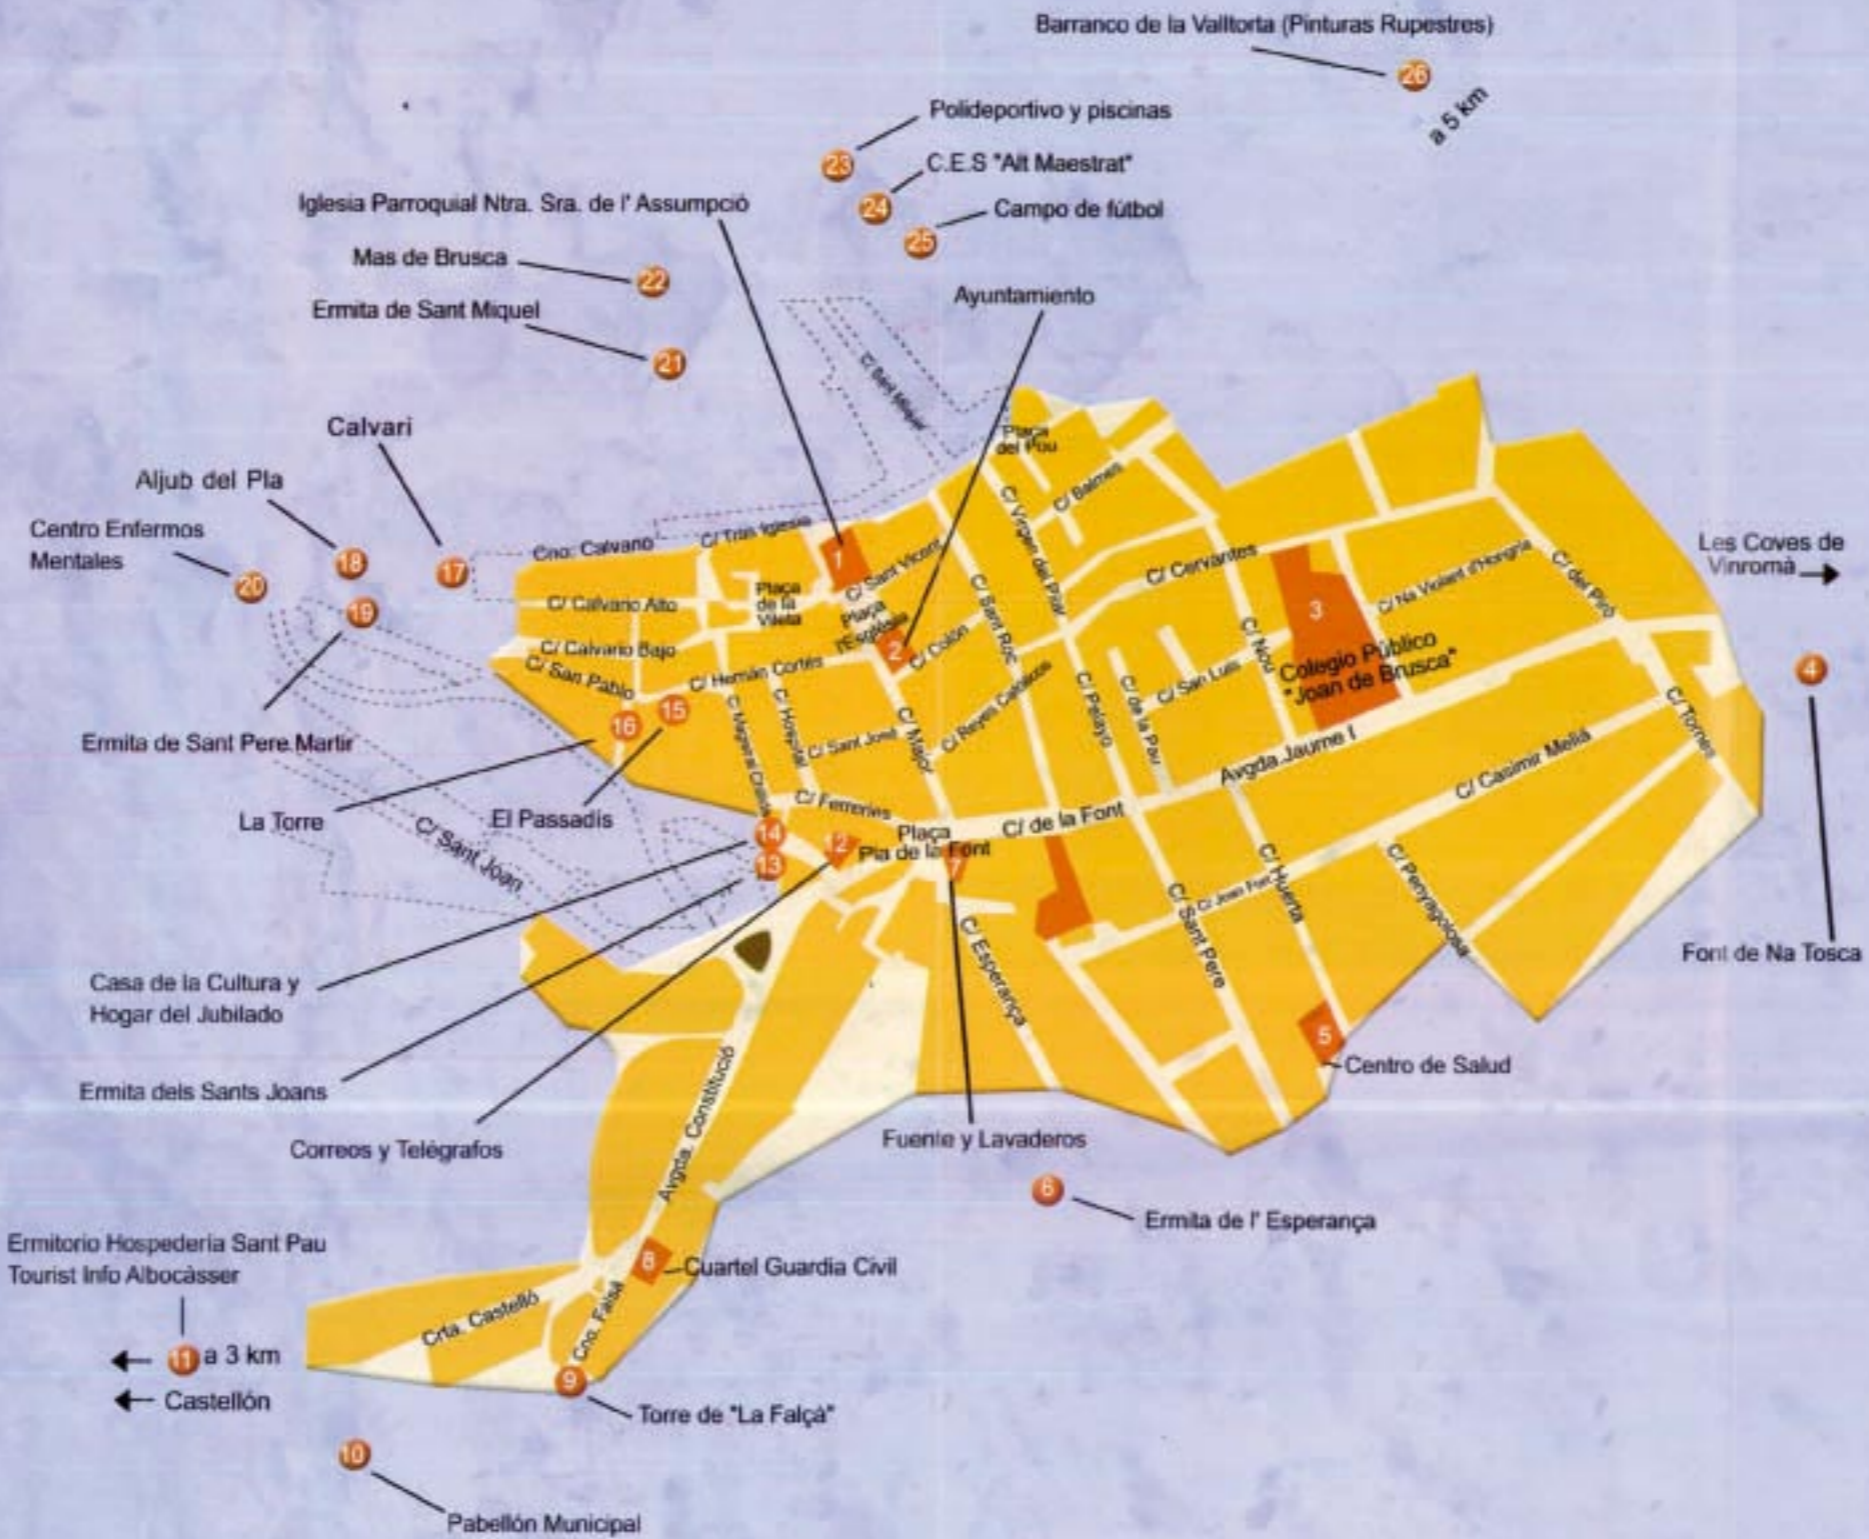 Barranco de la Valltorta (Pinturas Rupestres)
26
a 5 km
Polideportivo y piscinas
23
C.E.S "Alt Maestrat"
24
Campo de fútbol
25
Iglesia Parroquial Ntra. Sra. de l' Assumpció
Mas de Brusca
22
Ermita de Sant Miquel
21
Ayuntamiento
Calvari
17
Aljub del Pla
18
Centro Enfermos
Mentales
20
19
Ermita de Sant Pere Martir
C/ Sant Miquel
Plaça
del Pou
C/ Balmes
C/ Virgen del Pilar
Cno. Calvario
C/ Tras Iglesia
1
C/ Sant Vicent
C/ Cervantes
3
C/ Na Violant d'Hongria
C/ del Piró
Les Coves de
Vinromà
C/ Calvario Alto
Plaça
de la
Vileta
Plaça
l'Església
2
C/ Colón
C/ Sant Roc
C/ Nou
Colegio Público
"Joan de Brusca"
4
C/ Calvario Bajo
C/ San Pablo
C/ Hernán Cortés
C/ Hospital
C/ Sant José
C/ Major
C/ Reyes Católicos
C/ Pelayo
C/ de la Pau
C/ San Luis
C/ Tornes
16
15
La Torre
El Passadís
Avgda. Jaume I
C/ Casimir Meliá
C/ Ferreries
14
13
12
Plaça
Pla de la Font
7
C/ de la Font
C/ Sant Joan
C/ Huerta
C/ Joan Fort
C/ Penyagolosa
C/ Sant Pere
C/ Esperança
Font de Na Tosca
Casa de la Cultura y
Hogar del Jubilado
Ermita dels Sants Joans
Correos y Telégrafos
Avgda. Constitució
5
Centro de Salud
Fuente y Lavaderos
6
Ermita de l' Esperança
Ermitorio Hospederia Sant Pau
Tourist Info Albocàsser
8
Cuartel Guardia Civil
Crta. Castelló
Cno. Falsa
11 a 3 km
Castellón
9
Torre de "La Falçà"
10
Pabellón Municipal